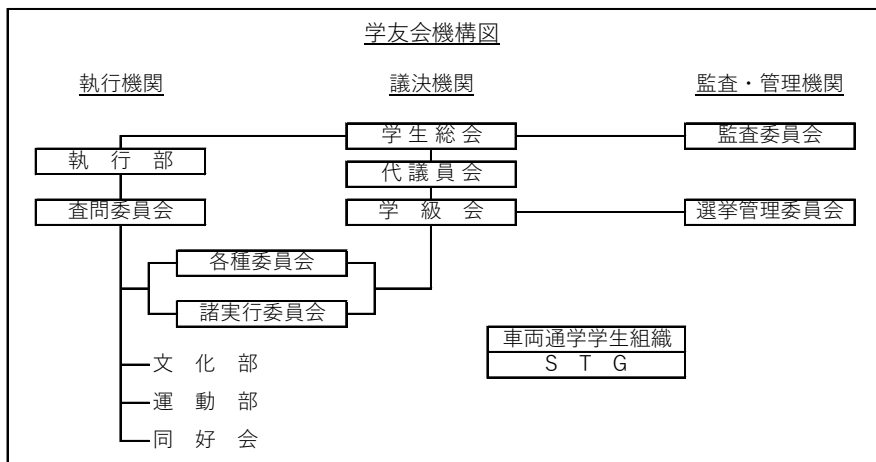 学友会機構図
執行機関 議決機関 監査・管理機関
学生総会 監査委員会
執行部
代議員会
査問委員会 学級会 選挙管理委員会
各種委員会
諸実行委員会
車両通学学生組織
文化部 STG
運動部
同好会